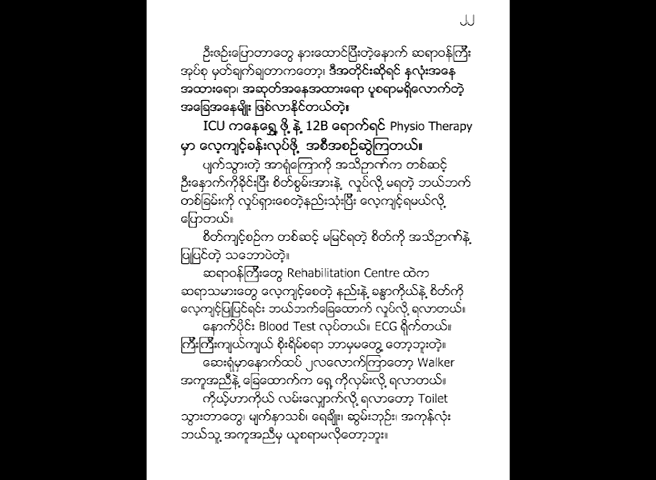 ၂၂
ဦးဇဉ်းပြောတာတွေ နားထောင်ပြီးတဲ့နောက် ဆရာဝန်ကြီး
အုပ်စု မှတ်ချက်ချတာကတော့၊ ဒီအတိုင်းဆိုရင် နှလုံးအနေ
အထားရော၊ အဆုတ်အနေအထားရော ပူစရာမရှိလောက်တဲ့
အခြေအနေမျိုး ဖြစ်လာနိုင်တယ်တဲ့။
ICU ကနေရွှေ့ဖို့ နဲ့ 12B ရောက်ရင် Physio Therapy
မှာ လေ့ကျင့်ခန်းလုပ်ဖို့ အစီအစဉ်ဆွဲကြတယ်။
ပျက်သွားတဲ့ အာရုံကြောကို အသိဉာဏ်က တစ်ဆင့်
ဦးနှောက်ကိုခိုင်းပြီး စိတ်စွမ်းအားနဲ့ လှုပ်လို့ မရတဲ့ ဘယ်ဘက်
တစ်ခြမ်းကို လှုပ်ရှားစေတဲ့နည်းသုံးပြီး လေ့ကျင့်ရမယ်လို့
ပြောတယ်။
စိတ်ကျင့်စဉ်က တစ်ဆင့် မမြင်ရတဲ့ စိတ်ကို အသိဉာဏ်နဲ့
ပြုပြင်တဲ့ သဘောပဲတဲ့။
ဆရာဝန်ကြီးတွေ Rehabilitation Centre ထဲက
ဆရာသမားတွေ လေ့ကျင့်စေတဲ့ နည်းနဲ့ ခန္ဓာကိုယ်နဲ့ စိတ်ကို
လေ့ကျင့်ပြုပြင်ရင်း ဘယ်ဘက်ခြေထောက် လှုပ်လို့ ရလာတယ်။
နောက်ပိုင်း Blood Test လုပ်တယ်။ ECG ရိုက်တယ်။
ကြီးကြီးကျယ်ကျယ် စိုးရိမ်စရာ ဘာမှမတွေ့ တော့ဘူးတဲ့။
ဆေးရုံမှာနောက်ထပ် ၂လလောက်ကြာတော့ Walker
အကူအညီနဲ့ ခြေထောက်က ရှေ့ကိုလှမ်းလို့ ရလာတယ်။
ကိုယ့်ဟာကိုယ် လမ်းလျှောက်လို့ ရလာတော့ Toilet
သွားတာတွေ၊ မျက်နှာသစ်၊ ရေချိုး၊ ဆွမ်းဘုဉ်း၊ အကုန်လုံး
ဘယ်သူ့ အကူအညီမှ ယူစရာမလိုတော့ဘူး။